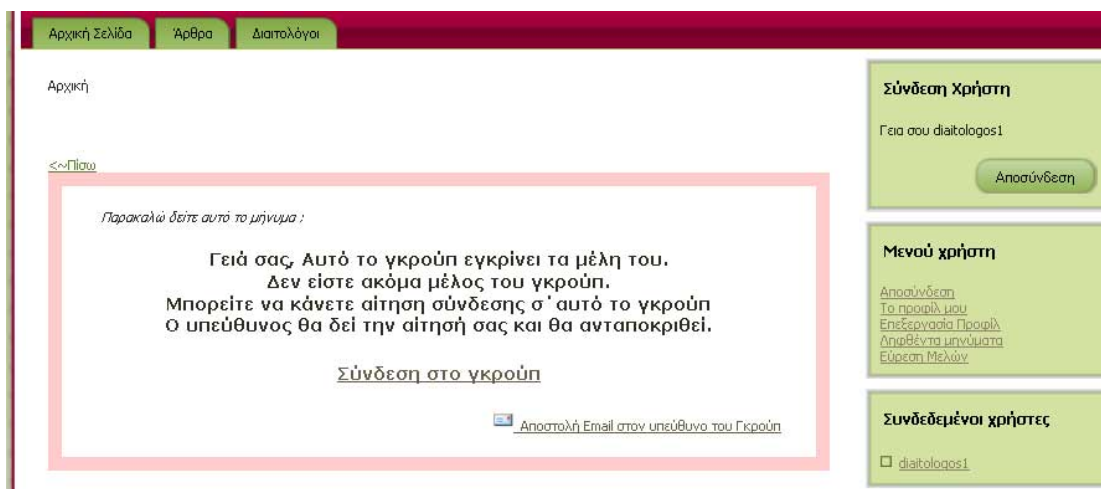 Αρχική Σελίδα
Άρθρα
Διαιτολόγοι
Αρχική
<~Πίσω
Παρακαλώ δείτε αυτό το μήνυμα :
Γειά σας, Αυτό το γκρούπ εγκρίνει τα μέλη του.
Δεν είστε ακόμα μέλος του γκρούπ.
Μπορείτε να κάνετε αίτηση σύνδεσης σ΄αυτό το γκρούπ
Ο υπεύθυνος θα δεί την αίτησή σας και θα ανταποκριθεί.
Σύνδεση στο γκρούπ
Αποστολή Email στον υπεύθυνο του Γκρούπ
Σύνδεση Χρήστη
Γεια σου diaitologos1
Αποσύνδεση
Μενού χρήστη
Αποσύνδεση
Το προφίλ μου
Επεξεργασία Προφίλ
Ληφθέντα μηνύματα
Εύρεση Μελών
Συνδεδεμένοι χρήστες
diaitologos1